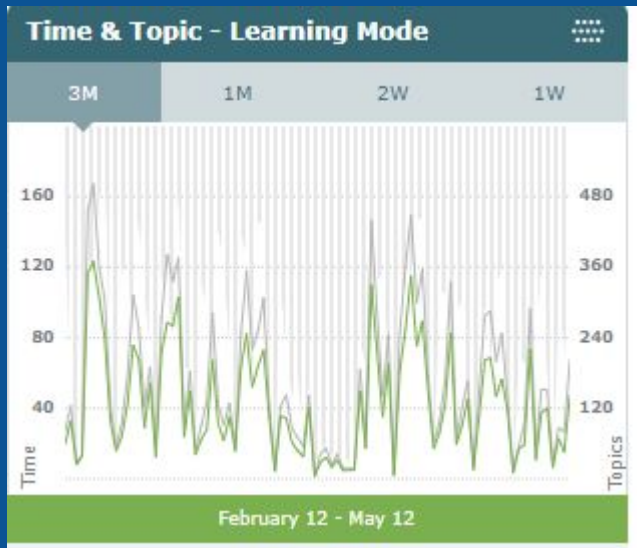 Time & Topic - Learning Mode
3M 1M 2W 1W
160 480
120 360
80 240
40 120
Time Topics
February 12 - May 12